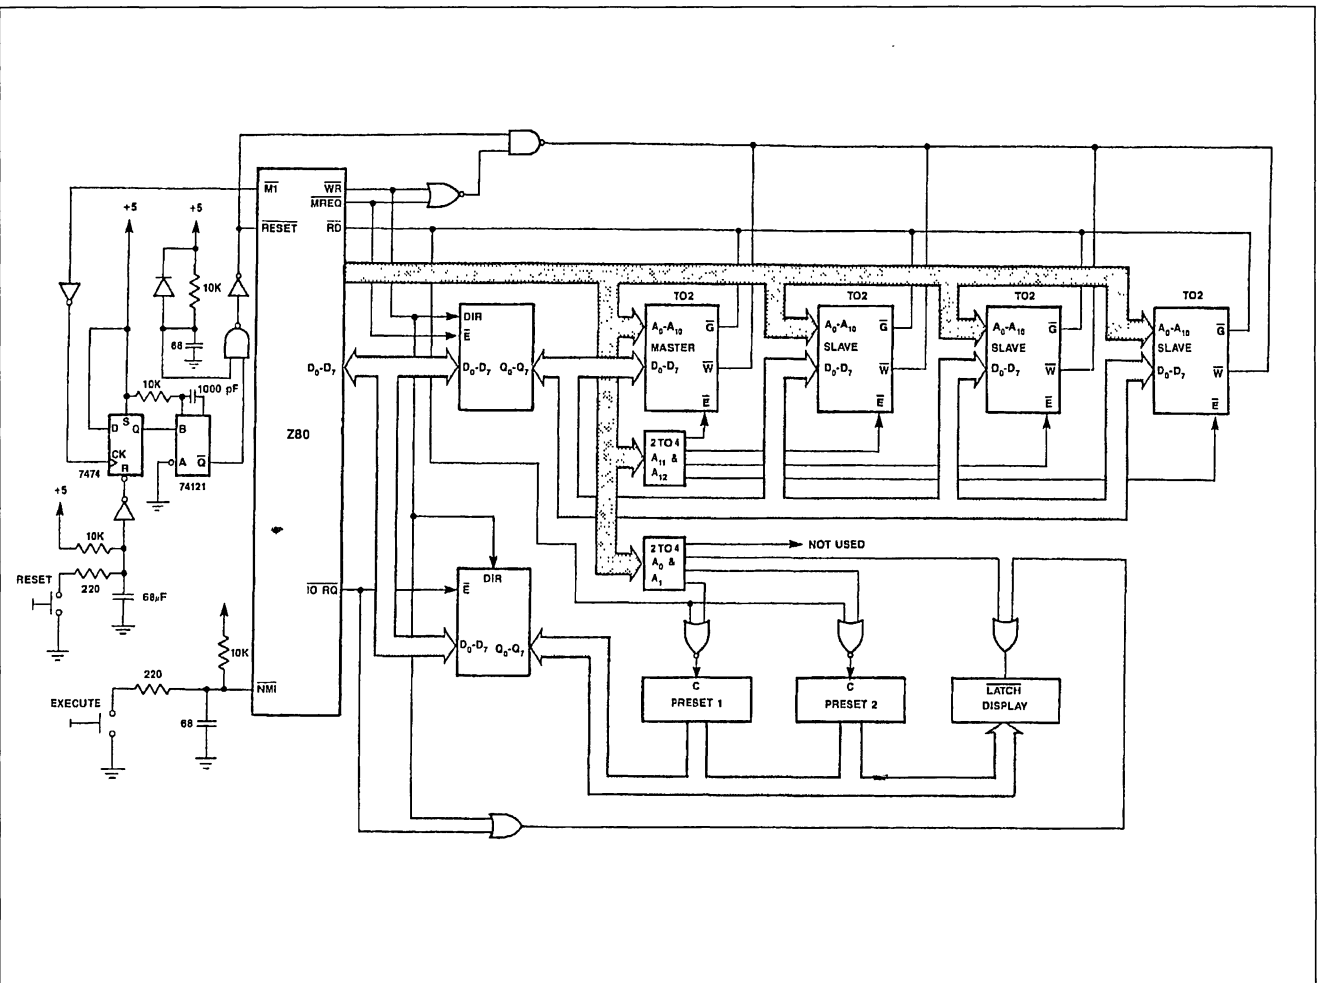 M1
WR
MREQ
+5
+5
RESET
RD
10K
TO2
TO2
TO2
TO2
DIR
A0-A10
G
A0-A10
G
A0-A10
G
A0-A10
G
E
MASTER
SLAVE
SLAVE
SLAVE
68
D0-D7
D0-D7
Q0-Q7
D0-D7
W
D0-D7
W
D0-D7
W
D0-D7
W
10K
1000 pF
E
E
E
E
D
S
Q
B
Z80
2 TO 4
A11 &
A12
CK
R
A
Q
7474
74121
+5
10K
2 TO 4
A0 &
A1
NOT USED
RESET
220
68µF
IO RQ
DIR
E
D0-D7
Q0-Q7
10K
220
NMI
EXECUTE
68
C
PRESET 1
C
PRESET 2
LATCH
DISPLAY